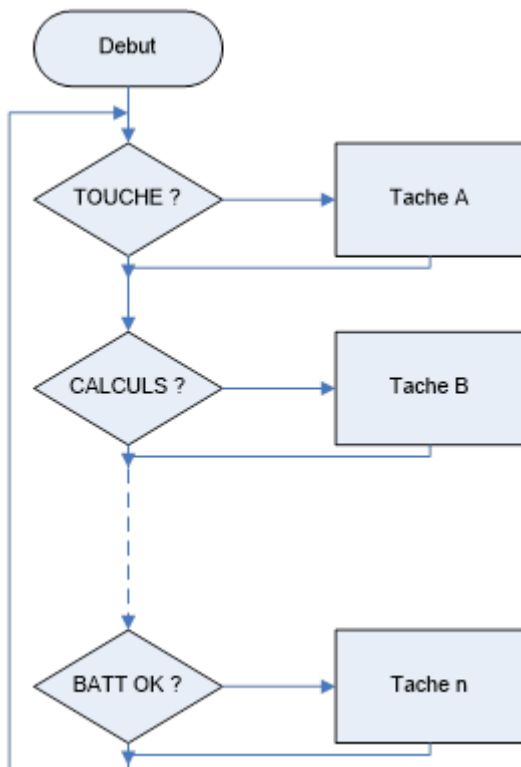 Debut
TOUCHE ?
Tache A
CALCULS ?
Tache B
BATT OK ?
Tache n